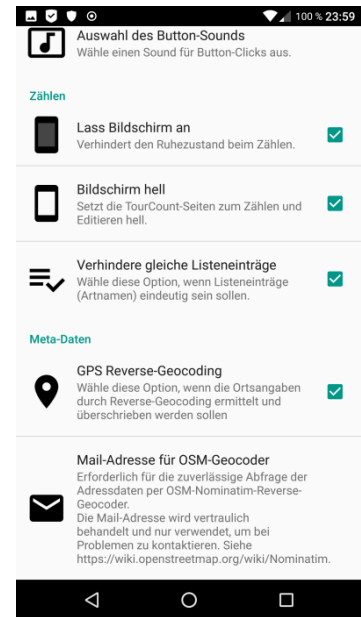 100 % 23:59
Auswahl des Button-Sounds
Wähle einen Sound für Button-Clicks aus.
Zählen
Lass Bildschirm an
Verhindert den Ruhezustand beim Zählen.
Bildschirm hell
Setzt die TourCount-Seiten zum Zählen und
Editieren hell.
Verhindere gleiche Listeneinträge
Wähle diese Option, wenn Listeneinträge
(Artnamen) eindeutig sein sollen.
Meta-Daten
GPS Reverse-Geocoding
Wähle diese Option, wenn die Ortsangaben
durch Reverse-Geocoding ermittelt und
überschrieben werden sollen
Mail-Adresse für OSM-Geocoder
Erforderlich für die zuverlässige Abfrage der
Adressdaten per OSM-Nominatim-Reverse-
Geocoder.
Die Mail-Adresse wird vertraulich
behandelt und nur verwendet, um bei
Problemen zu kontaktieren. Siehe
https://wiki.openstreetmap.org/wiki/Nominatim.